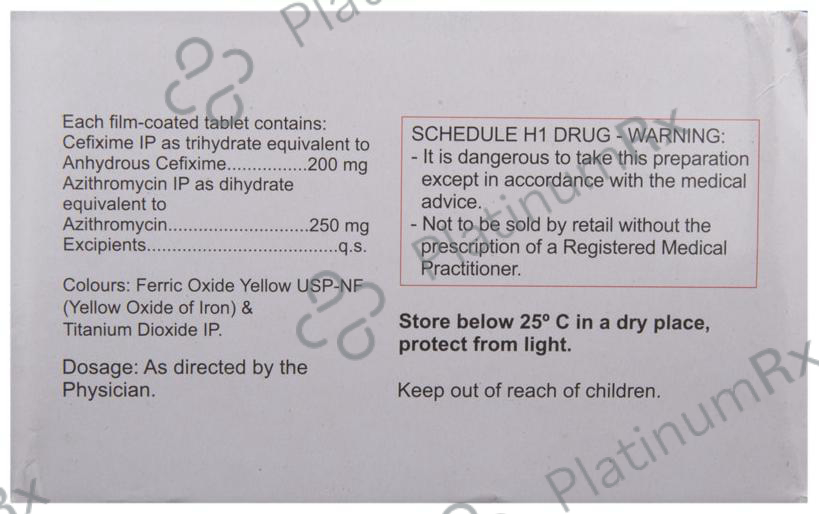 Each film-coated tablet contains:
Cefixime IP as trihydrate equivalent to
Anhydrous Cefixime................200 mg
Azithromycin IP as dihydrate
equivalent to
Azithromycin............................250 mg
Excipients......................................q.s.
Colours: Ferric Oxide Yellow USP-NF
(Yellow Oxide of Iron) &
Titanium Dioxide IP.
Dosage: As directed by the
Physician.
SCHEDULE H1 DRUG - WARNING:
- It is dangerous to take this preparation
except in accordance with the medical
advice.
- Not to be sold by retail without the
prescription of a Registered Medical
Practitioner.
Store below 25º C in a dry place,
protect from light.
Keep out of reach of children.
Pla
PlatinumRx
PlatinumRx
Rx